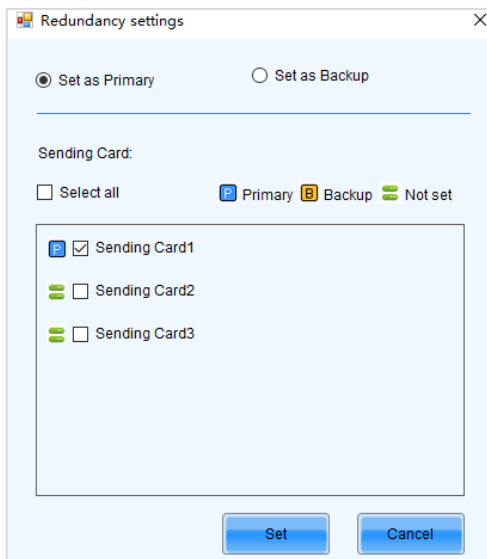 Redundancy settings
Set as Primary Set as Backup
Sending Card:
Select all P Primary B Backup Not set
P Sending Card1
Sending Card2
Sending Card3
Set Cancel